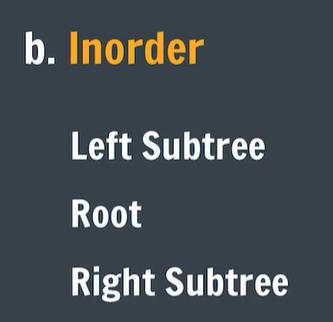 b. Inorder
Left Subtree
Root
Right Subtree